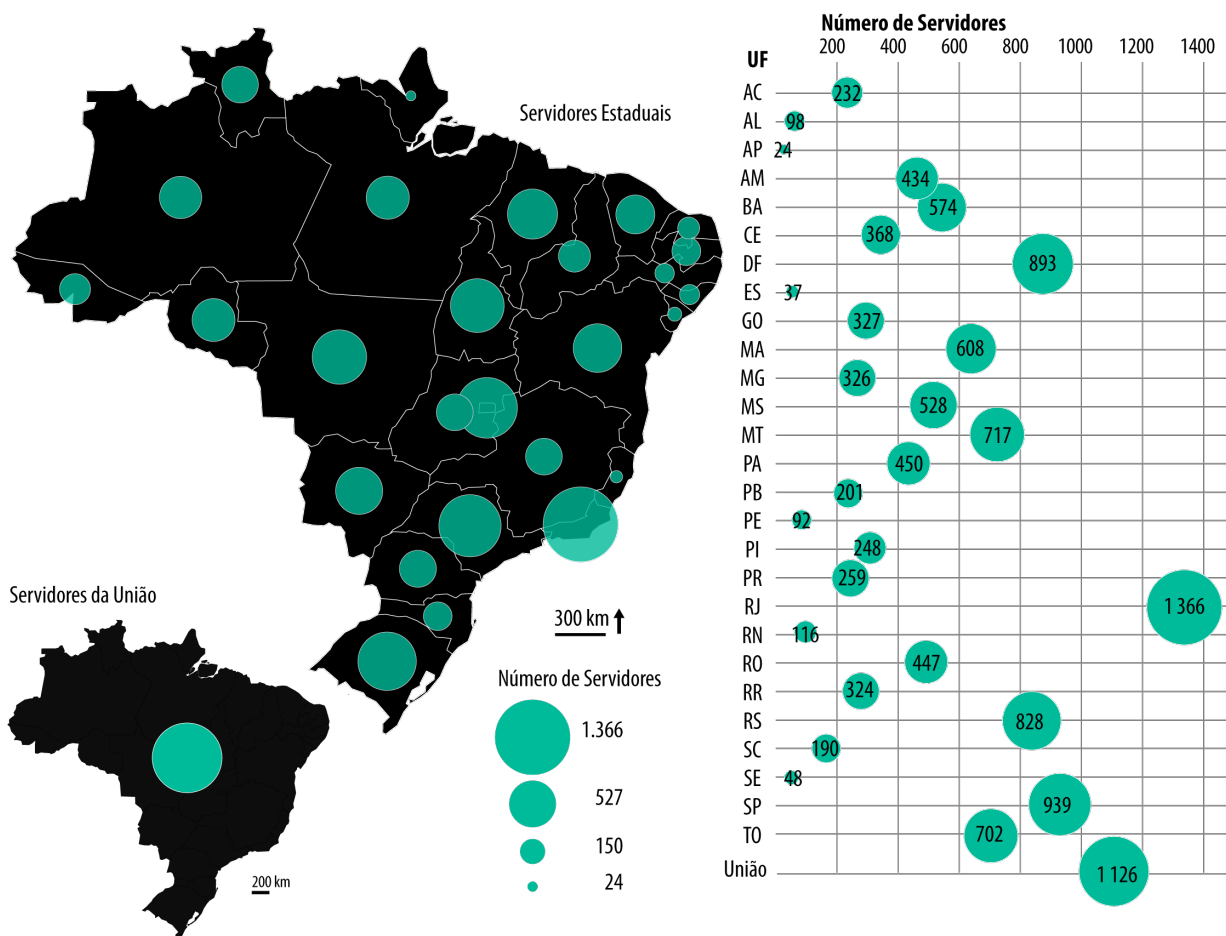 Servidores Estaduais
300 km
Servidores da União
200 km
Número de Servidores
1.366
527
150
24
Número de Servidores
200 400 600 800 1000 1200 1400
UF
AC 232
AL 98
AP 24
AM 434
BA 574
CE 368
DF 893
ES 37
GO 327
MA 608
MG 326
MS 528
MT 717
PA 450
PB 201
PE 92
PI 248
PR 259
RJ 1 366
RN 116
RO 447
RR 324
RS 828
SC 190
SE 48
SP 939
TO 702
União 1 126